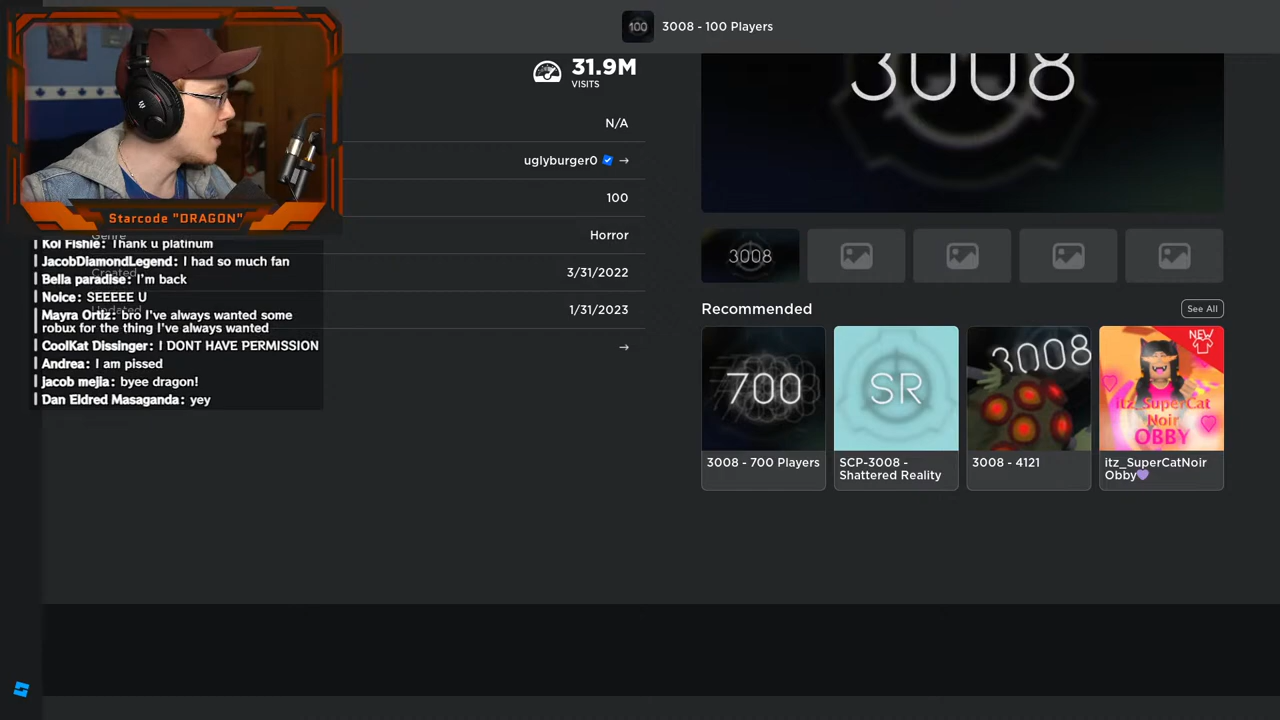 100
3008 - 100 Players
31.9M
VISITS
N/A
uglyburger0
100
Genre
Horror
Created
3/31/2022
Updated
1/31/2023
Starcode "DRAGON"
Koi Fishie: Thank u platinum
JacobDiamondLegend: I had so much fan
Bella paradise: I'm back
Noice: SEEEEE U
Mayra Ortiz: bro I've always wanted some
robux for the thing I've always wanted
CoolKat Dissinger: I DONT HAVE PERMISSION
Andrea: I am pissed
jacob mejia: byee dragon!
Dan Eldred Masaganda: yey
3008
3008
Recommended
See All
700
3008 - 700 Players
SR
SCP-3008 -
Shattered Reality
3008
3008 - 4121
NEW
itz_SuperCat
Noir
OBBY
itz_SuperCatNoir
Obby💜